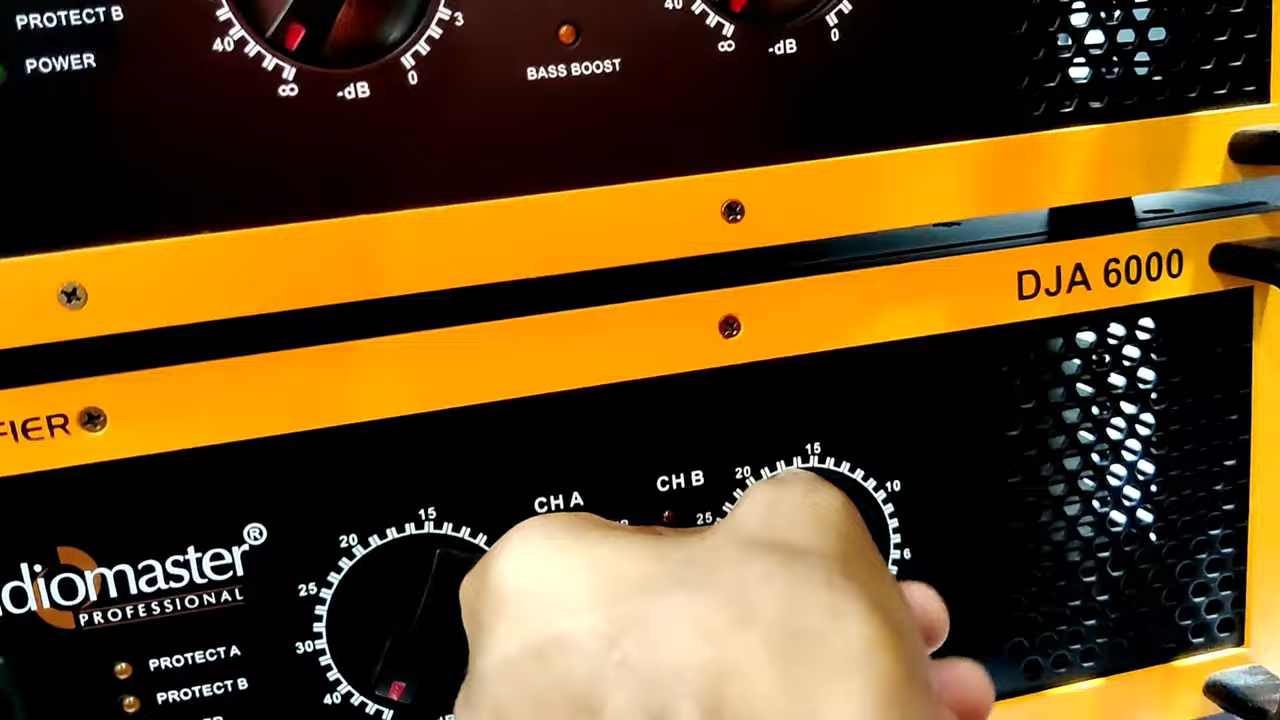 PROTECT B
POWER
40
∞
-dB
0
3
BASS BOOST
40
∞
-dB
0
DJA 6000
FIER
diomaster®
PROFESSIONAL
PROTECT A
PROTECT B
CH A
CH B
15
20
25
30
40
15
20
25
10
6